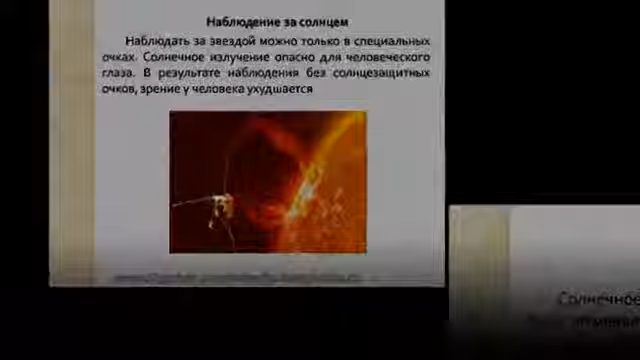 Наблюдение за солнцем
Наблюдать за звездой можно только в специальных
очках. Солнечное излучение опасно для человеческого
глаза. В результате наблюдения без солнцезащитных
очков, зрение у человека ухудшается
Солнечное